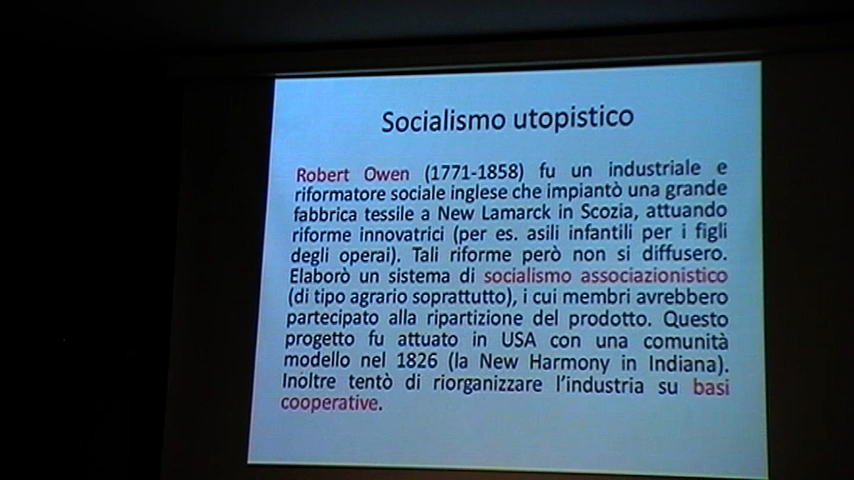 Socialismo utopistico
Robert Owen (1771-1858) fu un industriale e
riformatore sociale inglese che impiantò una grande
fabbrica tessile a New Lamarck in Scozia, attuando
riforme innovatrici (per es. asili infantili per i figli
degli operai). Tali riforme però non si diffusero.
Elaborò un sistema di socialismo associazionistico
(di tipo agrario soprattutto), i cui membri avrebbero
partecipato alla ripartizione del prodotto. Questo
progetto fu attuato in USA con una comunità
modello nel 1826 (la New Harmony in Indiana).
Inoltre tentò di riorganizzare l'industria su basi
cooperative.